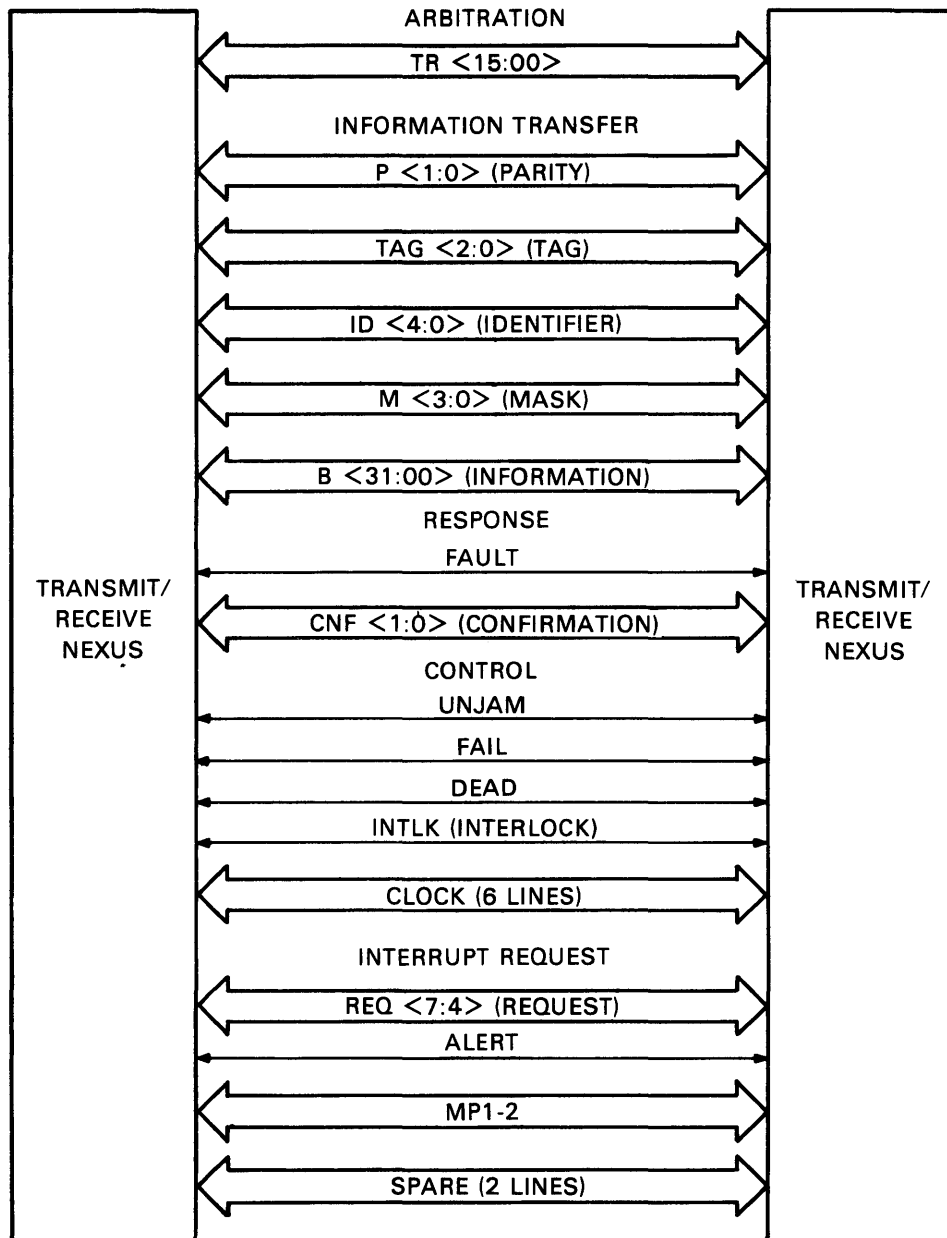 ARBITRATION
TR <15:00>
INFORMATION TRANSFER
P <1:0> (PARITY)
TAG <2:0> (TAG)
ID <4:0> (IDENTIFIER)
M <3:0> (MASK)
B <31:00> (INFORMATION)
RESPONSE
FAULT
TRANSMIT/
RECEIVE
NEXUS
CNF <1:0> (CONFIRMATION)
TRANSMIT/
RECEIVE
NEXUS
CONTROL
UNJAM
FAIL
DEAD
INTLK (INTERLOCK)
CLOCK (6 LINES)
INTERRUPT REQUEST
REQ <7:4> (REQUEST)
ALERT
MP1-2
SPARE (2 LINES)